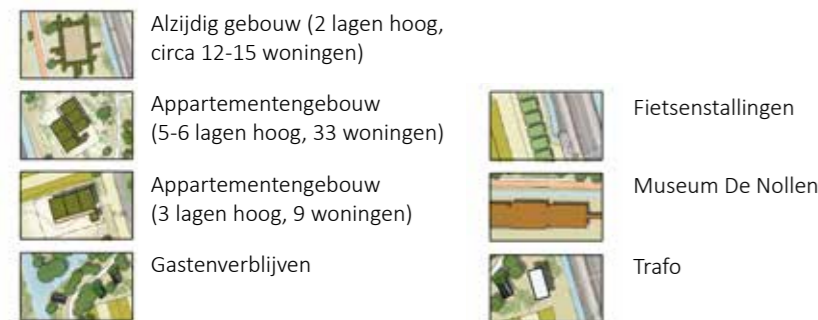 Alzijdig gebouw (2 lagen hoog,
circa 12-15 woningen)
Appartementengebouw
(5-6 lagen hoog, 33 woningen)
Appartementengebouw
(3 lagen hoog, 9 woningen)
Gastenverblijven
Fietsenstallingen
Museum De Nollen
Trafo